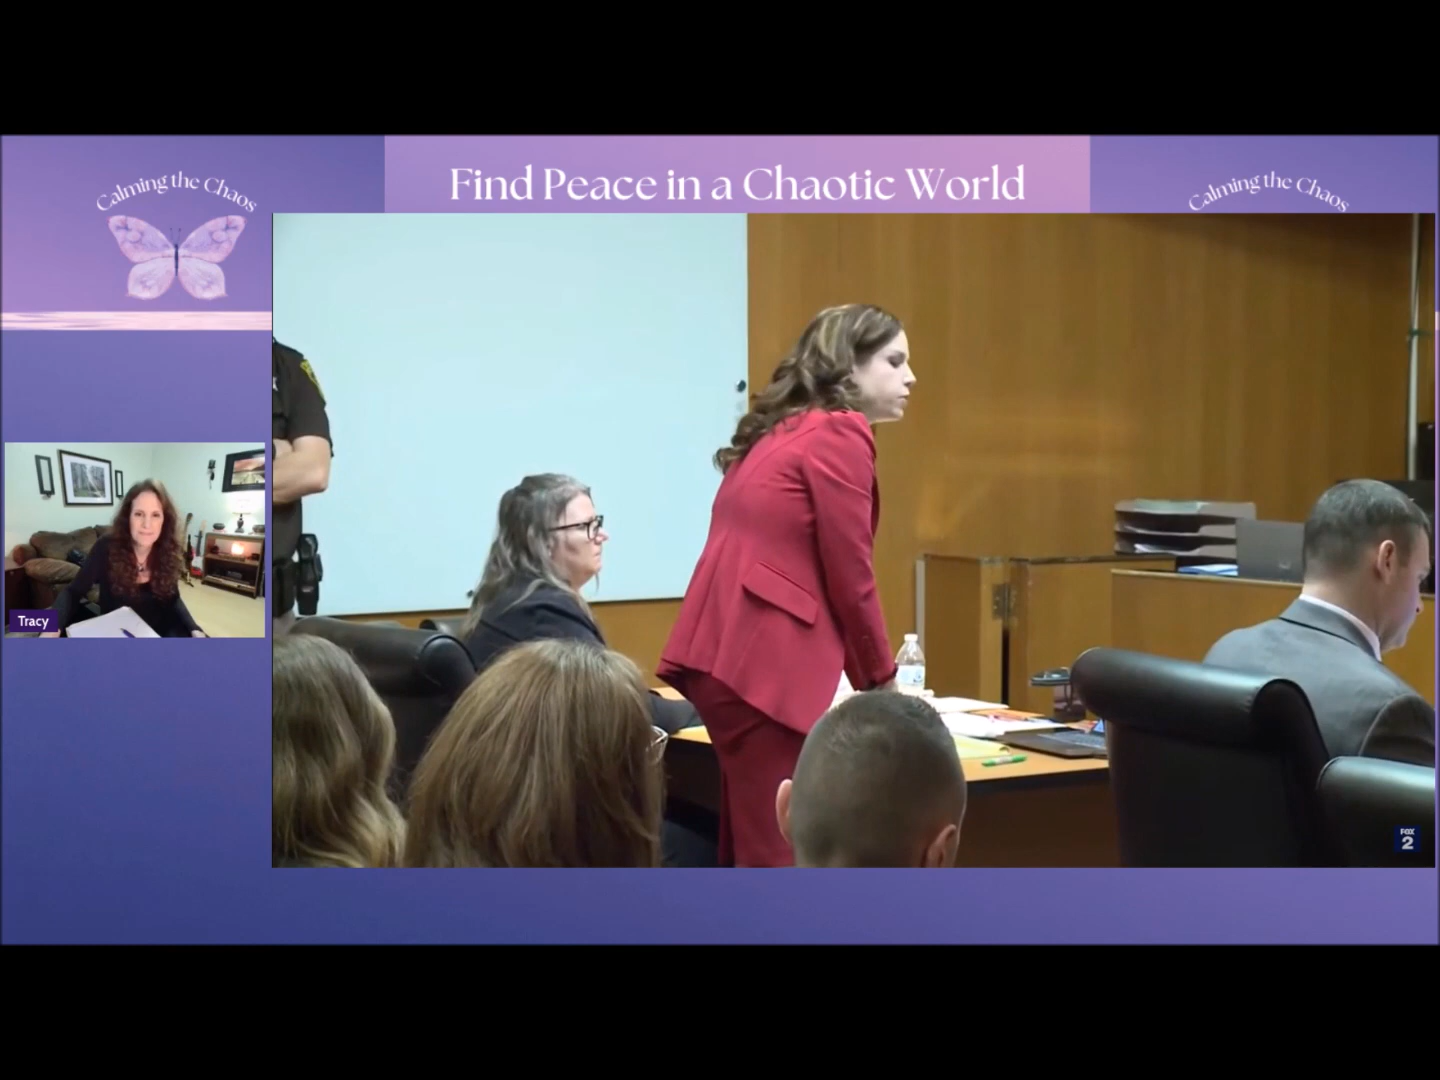 Calming the Chaos
Find Peace in a Chaotic World
Calming the Chaos
Tracy
FOX
2